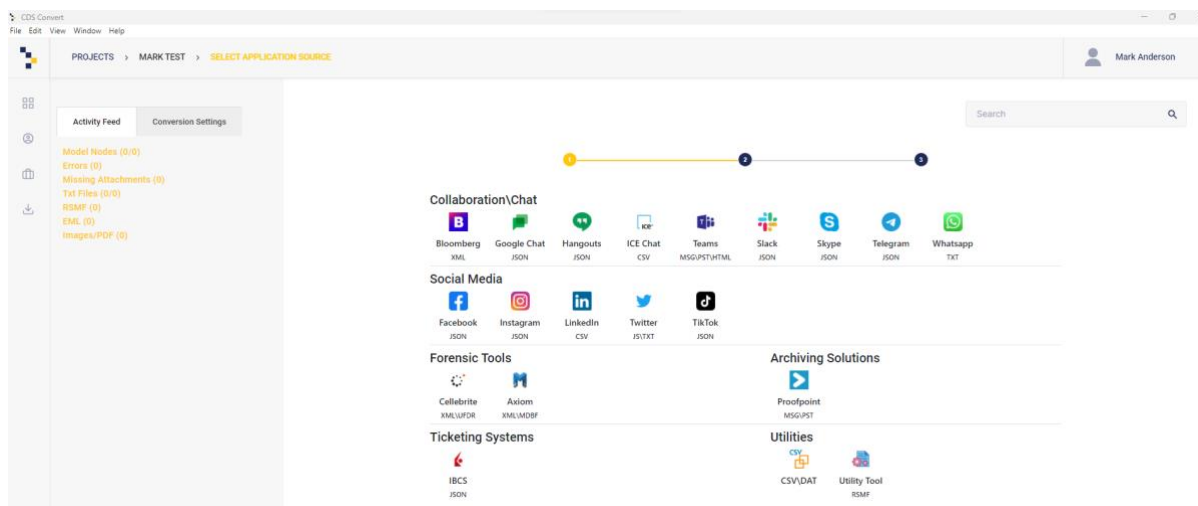 CDS Convert
File Edit View Window Help
PROJECTS > MARK TEST > SELECT APPLICATION SOURCE
Mark Anderson
Search
Activity Feed Conversion Settings
Model Nodes (0/0)
Errors (0)
Missing Attachments (0)
Txt Files (0/0)
RSMF (0)
EML (0)
Images/PDF (0)
1 2 3
Collaboration\Chat
B ICE
Bloomberg Google Chat Hangouts ICE Chat Teams Slack Skype Telegram Whatsapp
XML JSON JSON CSV MSG\PST\HTML JSON JSON JSON TXT
Social Media
in
Facebook Instagram LinkedIn Twitter TikTok
JSON JSON CSV JS\TXT JSON
Forensic Tools Archiving Solutions
Cellebrite Axiom Proofpoint
XML\UFDR XML\MDBF MSG\PST
Ticketing Systems Utilities
CSV
IBCS CSV\DAT Utility Tool
JSON RSMF